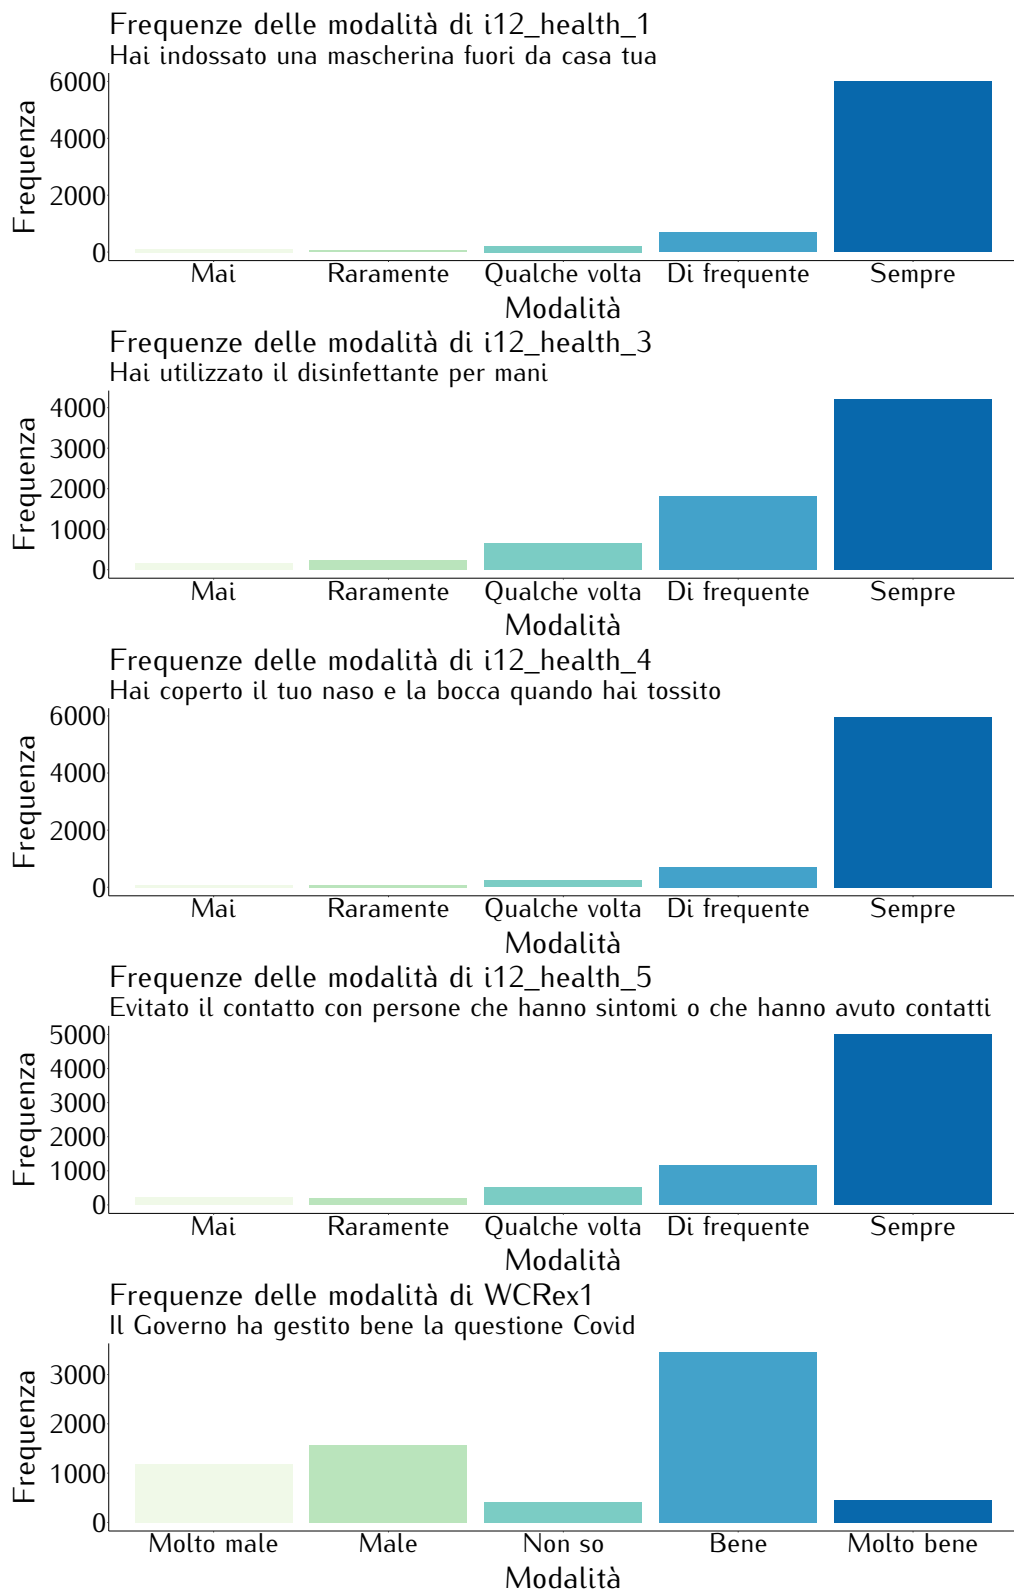 Frequenze delle modalità di i12_health_1
Hai indossato una mascherina fuori da casa tua
Frequenza
6000
4000
2000
0
Mai Raramente Qualche volta Di frequente Sempre
Modalità
Frequenze delle modalità di i12_health_3
Hai utilizzato il disinfettante per mani
Frequenza
4000
3000
2000
1000
0
Mai Raramente Qualche volta Di frequente Sempre
Modalità
Frequenze delle modalità di i12_health_4
Hai coperto il tuo naso e la bocca quando hai tossito
Frequenza
6000
4000
2000
0
Mai Raramente Qualche volta Di frequente Sempre
Modalità
Frequenze delle modalità di i12_health_5
Evitato il contatto con persone che hanno sintomi o che hanno avuto contatti
Frequenza
5000
4000
3000
2000
1000
0
Mai Raramente Qualche volta Di frequente Sempre
Modalità
Frequenze delle modalità di WCRex1
Il Governo ha gestito bene la questione Covid
Frequenza
3000
2000
1000
0
Molto male Male Non so Bene Molto bene
Modalità